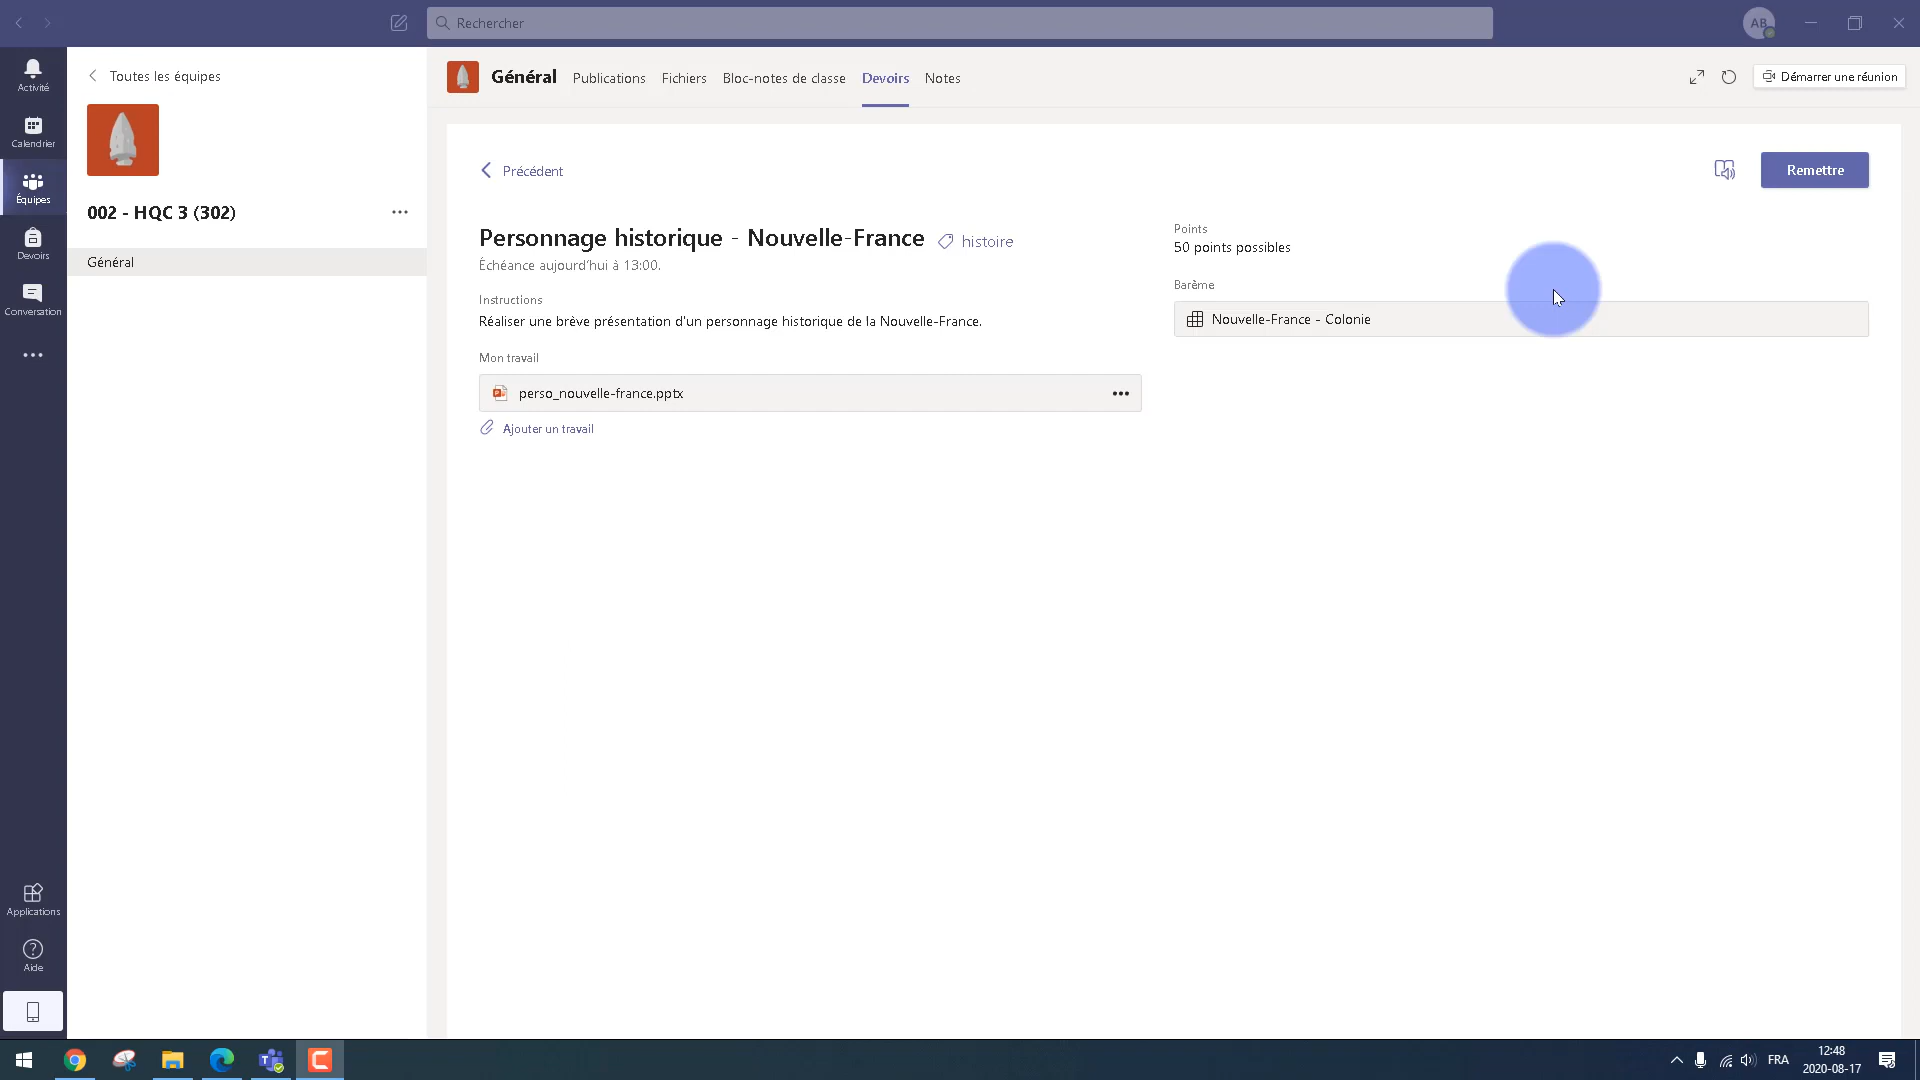 Rechercher
AB
Activité
Calendrier
Équipes
Devoirs
Conversation
Applications
Aide
Toutes les équipes
002 - HQC 3 (302)
Général
Général Publications Fichiers Bloc-notes de classe Devoirs Notes
Démarrer une réunion
Précédent
Remettre
Personnage historique - Nouvelle-France histoire
Échéance aujourd'hui à 13:00.
Instructions
Réaliser une brève présentation d'un personnage historique de la Nouvelle-France.
Mon travail
perso_nouvelle-france.pptx
Ajouter un travail
Points
50 points possibles
Barème
Nouvelle-France - Colonie
FRA
12:48
2020-08-17